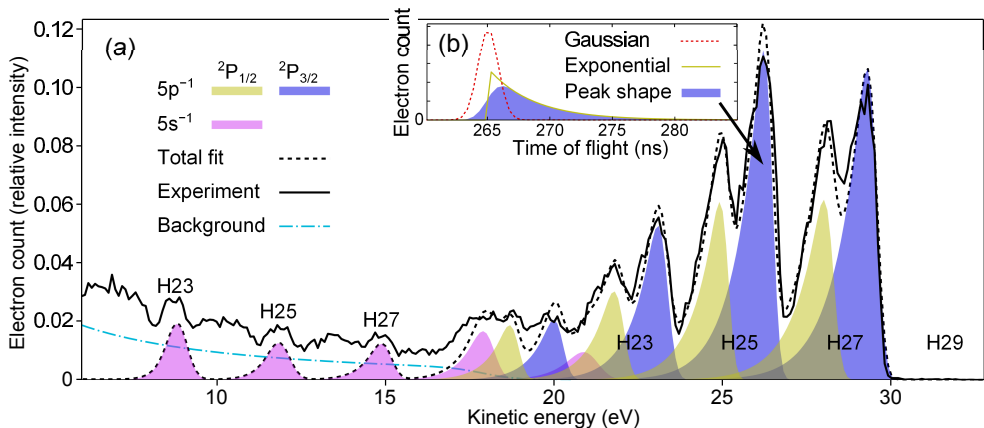 (a)
²P1/2 ²P3/2
5p⁻¹
5s⁻¹
Total fit
Experiment
Background
(b)
Gaussian
Exponential
Peak shape
Electron count
0
265 270 275 280
Time of flight (ns)
H23
H25
H27
H23
H25
H27
H29
Electron count (relative intensity)
0.12
0.10
0.08
0.06
0.04
0.02
0
10 15 20 25 30
Kinetic energy (eV)